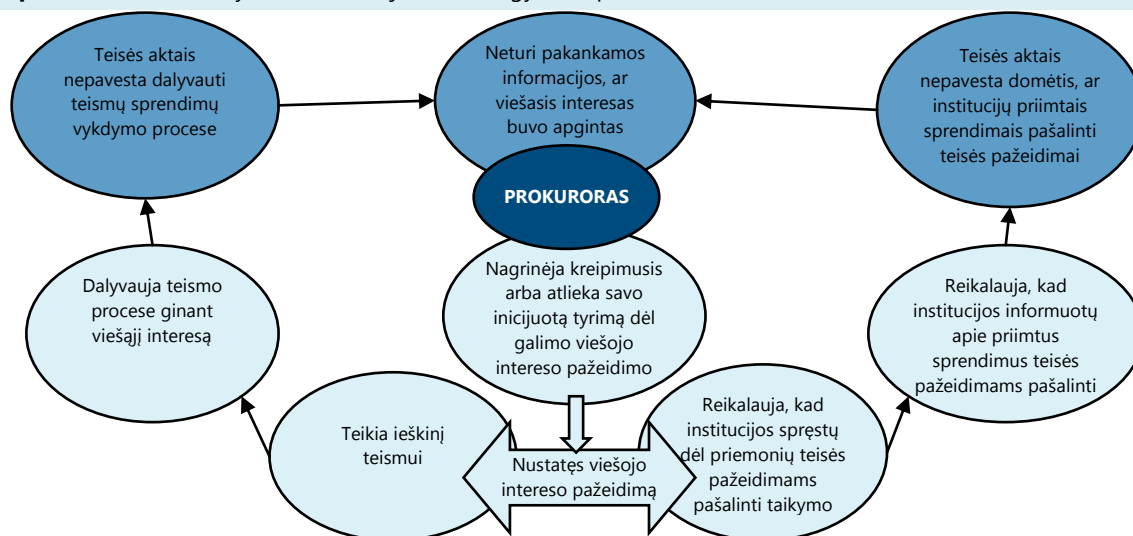 Teisės aktais
nepavesta dalyvauti
teismų sprendimų
vykdymo procese
Neturi pakankamos
informacijos, ar
viešasis interesas
buvo apgintas
Teisės aktais
nepavesta domėtis, ar
institucijų priimtais
sprendimais pašalinti
teisės pažeidimai
PROKURORAS
Dalyvauja teismo
procese ginant
viešąjį interesą
Nagrinėja kreipimusis
arba atlieka savo
inicijuotą tyrimą dėl
galimo viešojo
intereso pažeidimo
Reikalauja, kad
institucijos informuotų
apie priimtus
sprendimus teisės
pažeidimams pašalinti
Teikia ieškinį
teismui
Nustatęs viešojo
intereso pažeidimą
Reikalauja, kad
institucijos spręstų
dėl priemonių teisės
pažeidimams
pašalinti taikymo